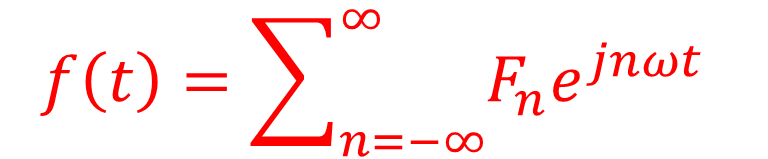 f(t) = ∑_{n=-∞}^{∞} F_n e^{jnωt}